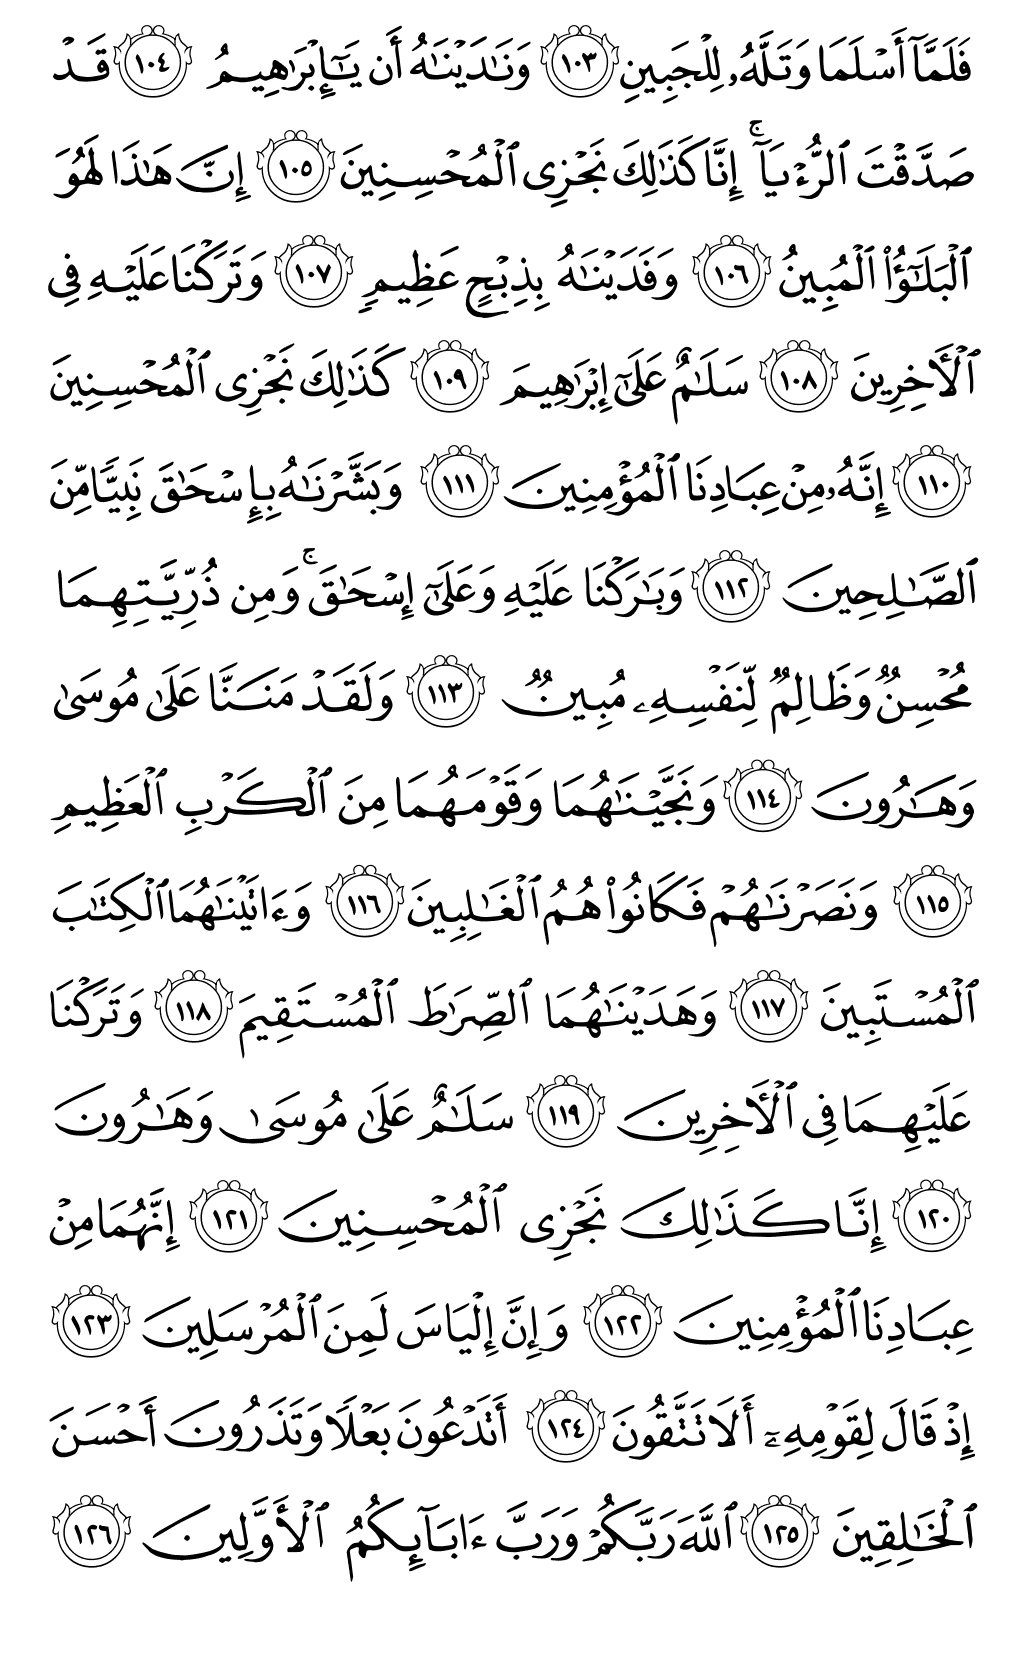 فَلَمَّآ أَسْلَمَا وَتَلَّهُۥ لِلْجَبِينِ ١٠٣ وَنَـٰدَيْنَـٰهُ أَن يَـٰٓإِبْرَٰهِيمُ ١٠٤ قَدْ
صَدَّقْتَ ٱلرُّءْيَآ ۚ إِنَّا كَذَٰلِكَ نَجْزِى ٱلْمُحْسِنِينَ ١٠٥ إِنَّ هَـٰذَا لَهُوَ
ٱلْبَلَـٰٓؤُا۟ ٱلْمُبِينُ ١٠٦ وَفَدَيْنَـٰهُ بِذِبْحٍ عَظِيمٍ ١٠٧ وَتَرَكْنَا عَلَيْهِ فِى
ٱلْـَٔاخِرِينَ ١٠٨ سَلَـٰمٌ عَلَىٰٓ إِبْرَٰهِيمَ ١٠٩ كَذَٰلِكَ نَجْزِى ٱلْمُحْسِنِينَ
١١٠ إِنَّهُۥ مِنْ عِبَادِنَا ٱلْمُؤْمِنِينَ ١١١ وَبَشَّرْنَـٰهُ بِإِسْحَـٰقَ نَبِيًّا مِّنَ
ٱلصَّـٰلِحِينَ ١١٢ وَبَـٰرَكْنَا عَلَيْهِ وَعَلَىٰٓ إِسْحَـٰقَ ۚ وَمِن ذُرِّيَّتِهِمَا
مُحْسِنٌ وَظَالِمٌ لِّنَفْسِهِۦ مُبِينٌ ١١٣ وَلَقَدْ مَنَنَّا عَلَىٰ مُوسَىٰ
وَهَـٰرُونَ ١١٤ وَنَجَّيْنَـٰهُمَا وَقَوْمَهُمَا مِنَ ٱلْكَرْبِ ٱلْعَظِيمِ
١١٥ وَنَصَرْنَـٰهُمْ فَكَانُوا۟ هُمُ ٱلْغَـٰلِبِينَ ١١٦ وَءَاتَيْنَـٰهُمَا ٱلْكِتَـٰبَ
ٱلْمُسْتَبِينَ ١١٧ وَهَدَيْنَـٰهُمَا ٱلصِّرَٰطَ ٱلْمُسْتَقِيمَ ١١٨ وَتَرَكْنَا
عَلَيْهِمَا فِى ٱلْـَٔاخِرِينَ ١١٩ سَلَـٰمٌ عَلَىٰ مُوسَىٰ وَهَـٰرُونَ
١٢٠ إِنَّا كَذَٰلِكَ نَجْزِى ٱلْمُحْسِنِينَ ١٢١ إِنَّهُمَا مِنْ
عِبَادِنَا ٱلْمُؤْمِنِينَ ١٢٢ وَإِنَّ إِلْيَاسَ لَمِنَ ٱلْمُرْسَلِينَ ١٢٣
إِذْ قَالَ لِقَوْمِهِۦٓ أَلَا تَتَّقُونَ ١٢٤ أَتَدْعُونَ بَعْلًا وَتَذَرُونَ أَحْسَنَ
ٱلْخَـٰلِقِينَ ١٢٥ ٱللَّهَ رَبَّكُمْ وَرَبَّ ءَابَآئِكُمُ ٱلْأَوَّلِينَ ١٢٦